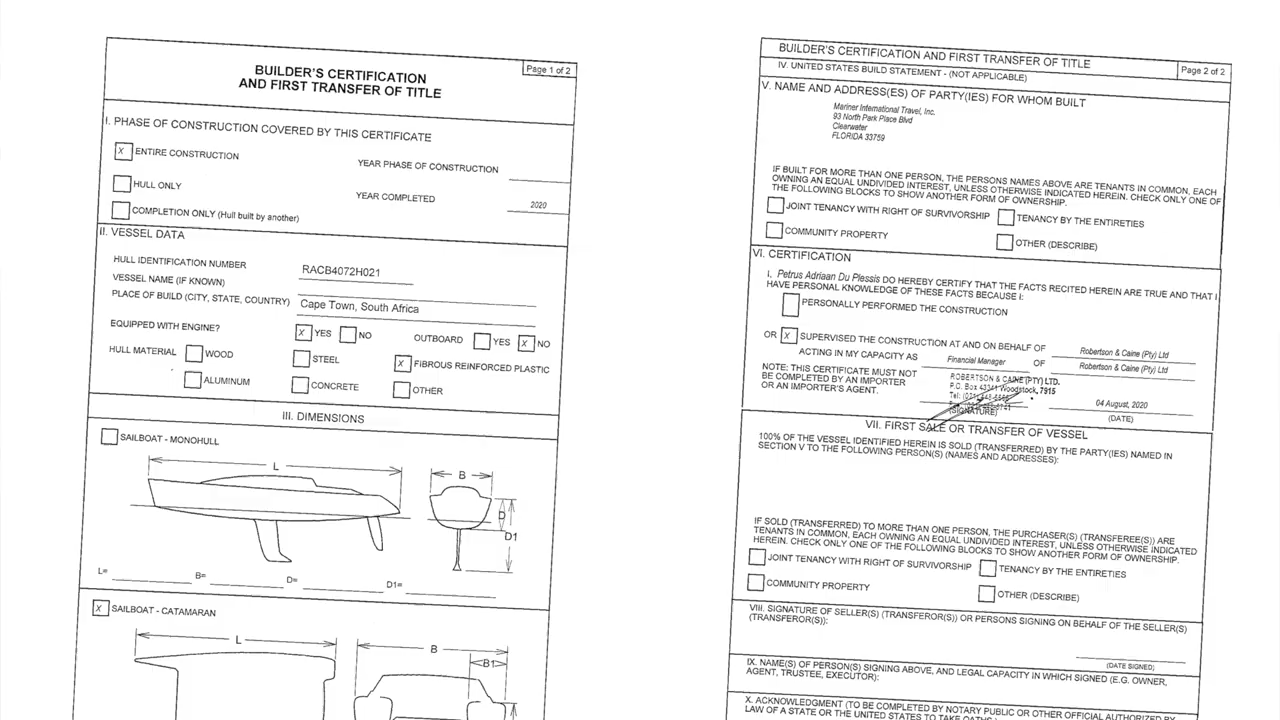 BUILDER'S CERTIFICATION
AND FIRST TRANSFER OF TITLE
Page 1 of 2
I. PHASE OF CONSTRUCTION COVERED BY THIS CERTIFICATE
X ENTIRE CONSTRUCTION
YEAR PHASE OF CONSTRUCTION
HULL ONLY
YEAR COMPLETED 2020
COMPLETION ONLY (Hull built by another)
II. VESSEL DATA
HULL IDENTIFICATION NUMBER RACB4072H021
VESSEL NAME (IF KNOWN)
PLACE OF BUILD (CITY, STATE, COUNTRY) Cape Town, South Africa
EQUIPPED WITH ENGINE? X YES NO OUTBOARD YES X NO
HULL MATERIAL WOOD STEEL X FIBROUS REINFORCED PLASTIC
ALUMINUM CONCRETE OTHER
III. DIMENSIONS
SAILBOAT - MONOHULL
L B
D
D1
L= B= D= D1=
X SAILBOAT - CATAMARAN
L B
B1
BUILDER'S CERTIFICATION AND FIRST TRANSFER OF TITLE
Page 2 of 2
IV. UNITED STATES BUILD STATEMENT - (NOT APPLICABLE)
V. NAME AND ADDRESS(ES) OF PARTY(IES) FOR WHOM BUILT
Mariner International Travel, Inc.
93 North Park Place Blvd
Clearwater
FLORIDA 33759
IF BUILT FOR MORE THAN ONE PERSON, THE PERSONS NAMES ABOVE ARE TENANTS IN COMMON, EACH
OWNING AN EQUAL UNDIVIDED INTEREST, UNLESS OTHERWISE INDICATED HEREIN. CHECK ONLY ONE OF
THE FOLLOWING BLOCKS TO SHOW ANOTHER FORM OF OWNERSHIP.
JOINT TENANCY WITH RIGHT OF SURVIVORSHIP TENANCY BY THE ENTIRETIES
COMMUNITY PROPERTY OTHER (DESCRIBE)
VI. CERTIFICATION
I. Petrus Adriaan Du Plessis DO HEREBY CERTIFY THAT THE FACTS RECITED HEREIN ARE TRUE AND THAT I
HAVE PERSONAL KNOWLEDGE OF THESE FACTS BECAUSE I:
PERSONALLY PERFORMED THE CONSTRUCTION
OR X SUPERVISED THE CONSTRUCTION AT AND ON BEHALF OF Robertson & Caine (Pty) Ltd
ACTING IN MY CAPACITY AS Financial Manager OF Robertson & Caine (Pty) Ltd
NOTE: THIS CERTIFICATE MUST NOT
BE COMPLETED BY AN IMPORTER
OR AN IMPORTER'S AGENT.
ROBERTSON & CAINE (PTY) LTD.
P.O. Box Woodstock, 7915
Tel:
(SIGNATURE)
04 August, 2020
(DATE)
VII. FIRST SALE OR TRANSFER OF VESSEL
100% OF THE VESSEL IDENTIFIED HEREIN IS SOLD (TRANSFERRED) BY THE PARTY(IES) NAMED IN
SECTION V TO THE FOLLOWING PERSON(S) (NAMES AND ADDRESSES):
IF SOLD (TRANSFERRED) TO MORE THAN ONE PERSON, THE PURCHASER(S) (TRANSFEREE(S)) ARE
TENANTS IN COMMON, EACH OWNING AN EQUAL UNDIVIDED INTEREST, UNLESS OTHERWISE INDICATED
HEREIN. CHECK ONLY ONE OF THE FOLLOWING BLOCKS TO SHOW ANOTHER FORM OF OWNERSHIP.
JOINT TENANCY WITH RIGHT OF SURVIVORSHIP TENANCY BY THE ENTIRETIES
COMMUNITY PROPERTY OTHER (DESCRIBE)
VIII. SIGNATURE OF SELLER(S) (TRANSFEROR(S)) OR PERSONS SIGNING ON BEHALF OF THE SELLER(S)
(TRANSFEROR(S)):
(DATE SIGNED)
IX. NAME(S) OF PERSON(S) SIGNING ABOVE, AND LEGAL CAPACITY IN WHICH SIGNED (E.G. OWNER,
AGENT, TRUSTEE, EXECUTOR):
X. ACKNOWLEDGMENT (TO BE COMPLETED BY NOTARY PUBLIC OR OTHER OFFICIAL AUTHORIZED BY
LAW OF A STATE OR THE UNITED STATES TO TAKE OATHS.)